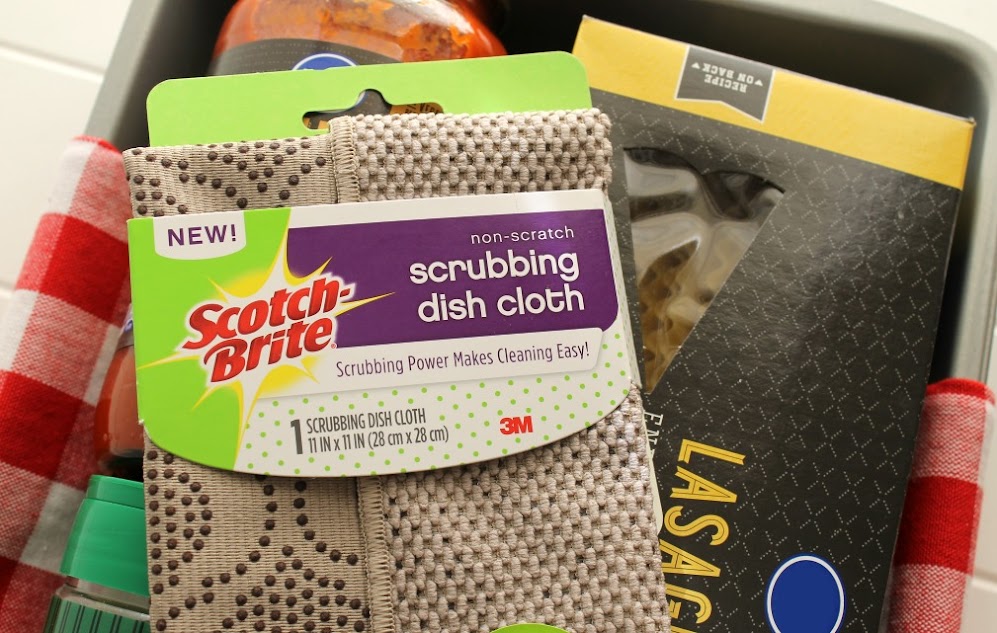 RECIPE
ON BACK
NEW!
non-scratch
scrubbing
dish cloth
Scotch-
Brite
Scrubbing Power Makes Cleaning Easy!
1 SCRUBBING DISH CLOTH
11 IN x 11 IN (28 cm x 28 cm)
3M
LASAG